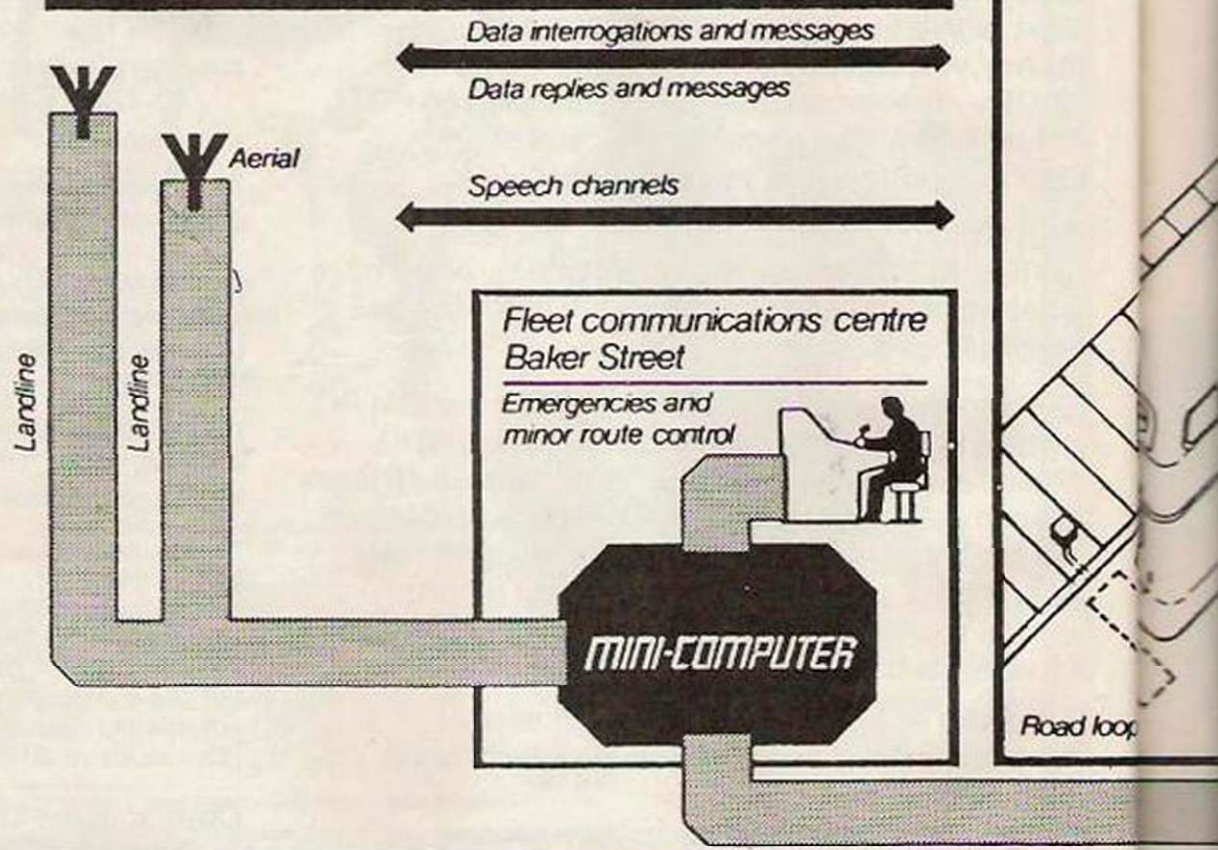 Data interrogations and messages
Data replies and messages
Aerial
Speech channels
Landline
Landline
Fleet communications centre
Baker Street
Emergencies and
minor route control
MINI-COMPUTER
Road loop